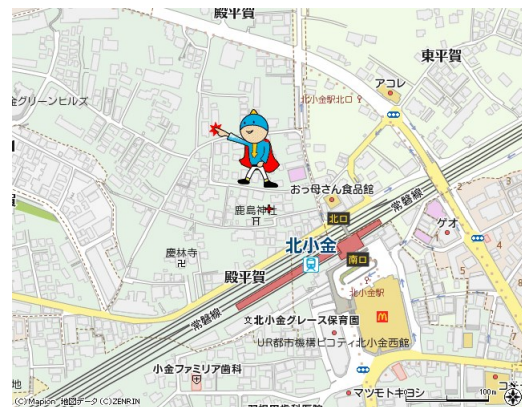 殿平賀
東平賀
アコレ
北小金駅北口
金グリーンヒルズ
おっ母さん食品館
鹿島神社
北口
常磐線
ゲオ
北小金
慶林寺
南口
殿平賀
北小金駅
常磐線
文北小金グレース保育園
UR都市機構ピコティ北小金西館
小金ファミリア歯科
マツモトキヨシ
100m
(C)Mapion 地図データ(C)ZENRIN